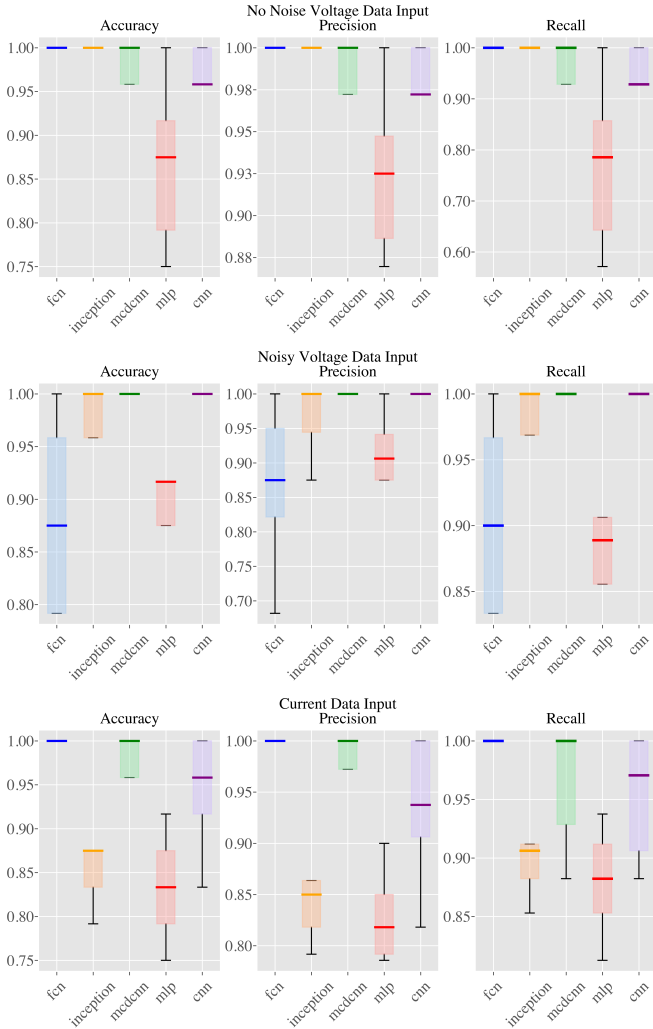 No Noise Voltage Data Input
Accuracy Precision Recall
1.00 0.95 0.90 0.85 0.80 0.75
1.00 0.98 0.95 0.93 0.90 0.88
1.00 0.90 0.80 0.70 0.60
fcn inception mcdcnn mlp cnn
fcn inception mcdcnn mlp cnn
fcn inception mcdcnn mlp cnn
Noisy Voltage Data Input
Accuracy Precision Recall
1.00 0.95 0.90 0.85 0.80
1.00 0.95 0.90 0.85 0.80 0.75 0.70
1.00 0.95 0.90 0.85
fcn inception mcdcnn mlp cnn
fcn inception mcdcnn mlp cnn
fcn inception mcdcnn mlp cnn
Current Data Input
Accuracy Precision Recall
1.00 0.95 0.90 0.85 0.80 0.75
1.00 0.95 0.90 0.85 0.80
1.00 0.95 0.90 0.85
fcn inception mcdcnn mlp cnn
fcn inception mcdcnn mlp cnn
fcn inception mcdcnn mlp cnn